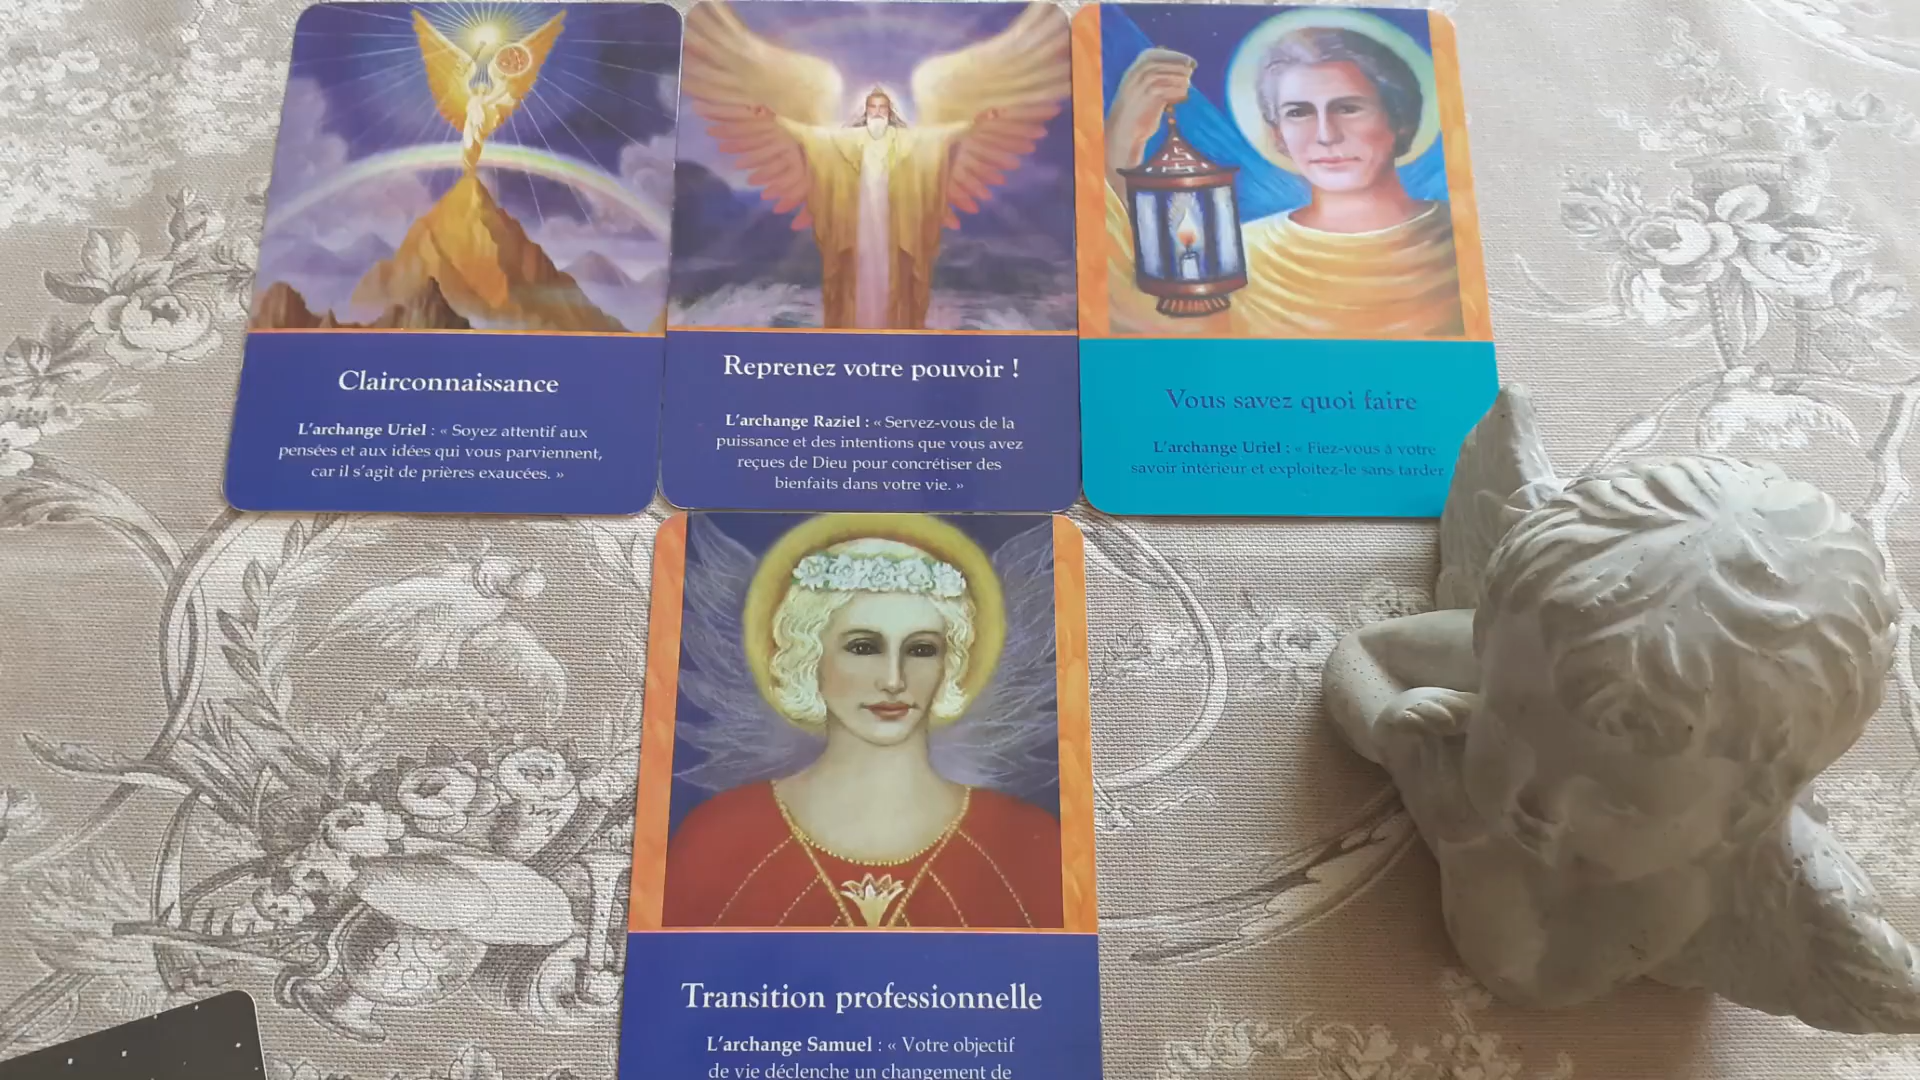 Clairconnaissance
L'archange Uriel : « Soyez attentif aux
pensées et aux idées qui vous parviennent,
car il s'agit de prières exaucées. »
Reprenez votre pouvoir !
L'archange Raziel : « Servez-vous de la
puissance et des intentions que vous avez
reçues de Dieu pour concrétiser des
bienfaits dans votre vie. »
Vous savez quoi faire
L'archange Uriel : « Fiez-vous à votre
savoir intérieur et exploitez-le sans tarder
Transition professionnelle
L'archange Samuel : « Votre objectif
de vie déclenche un changement de